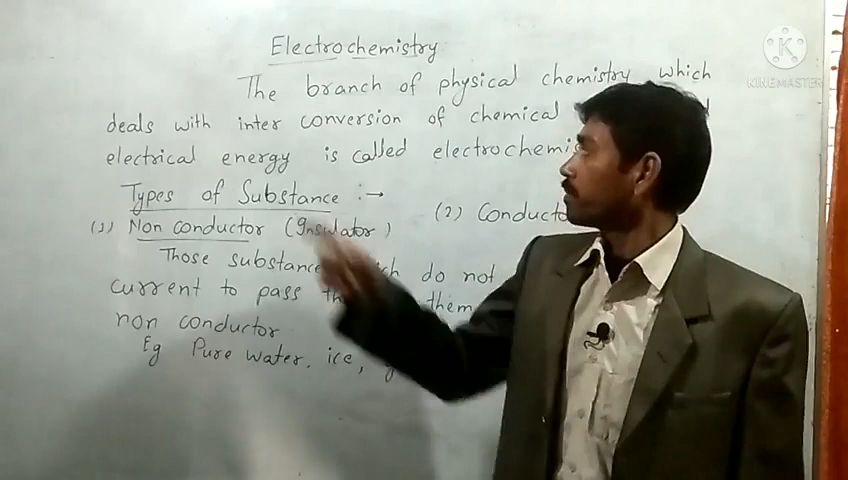 Electrochemistry
The branch of physical chemistry which
deals with inter conversion of chemical
electrical energy is called electrochemis
Types of Substance :→
(1) Non conductor (Insulator) (2) Conducto
Those substance which do not
current to pass them
non conductor
Eg Pure water, ice,
KINEMASTER